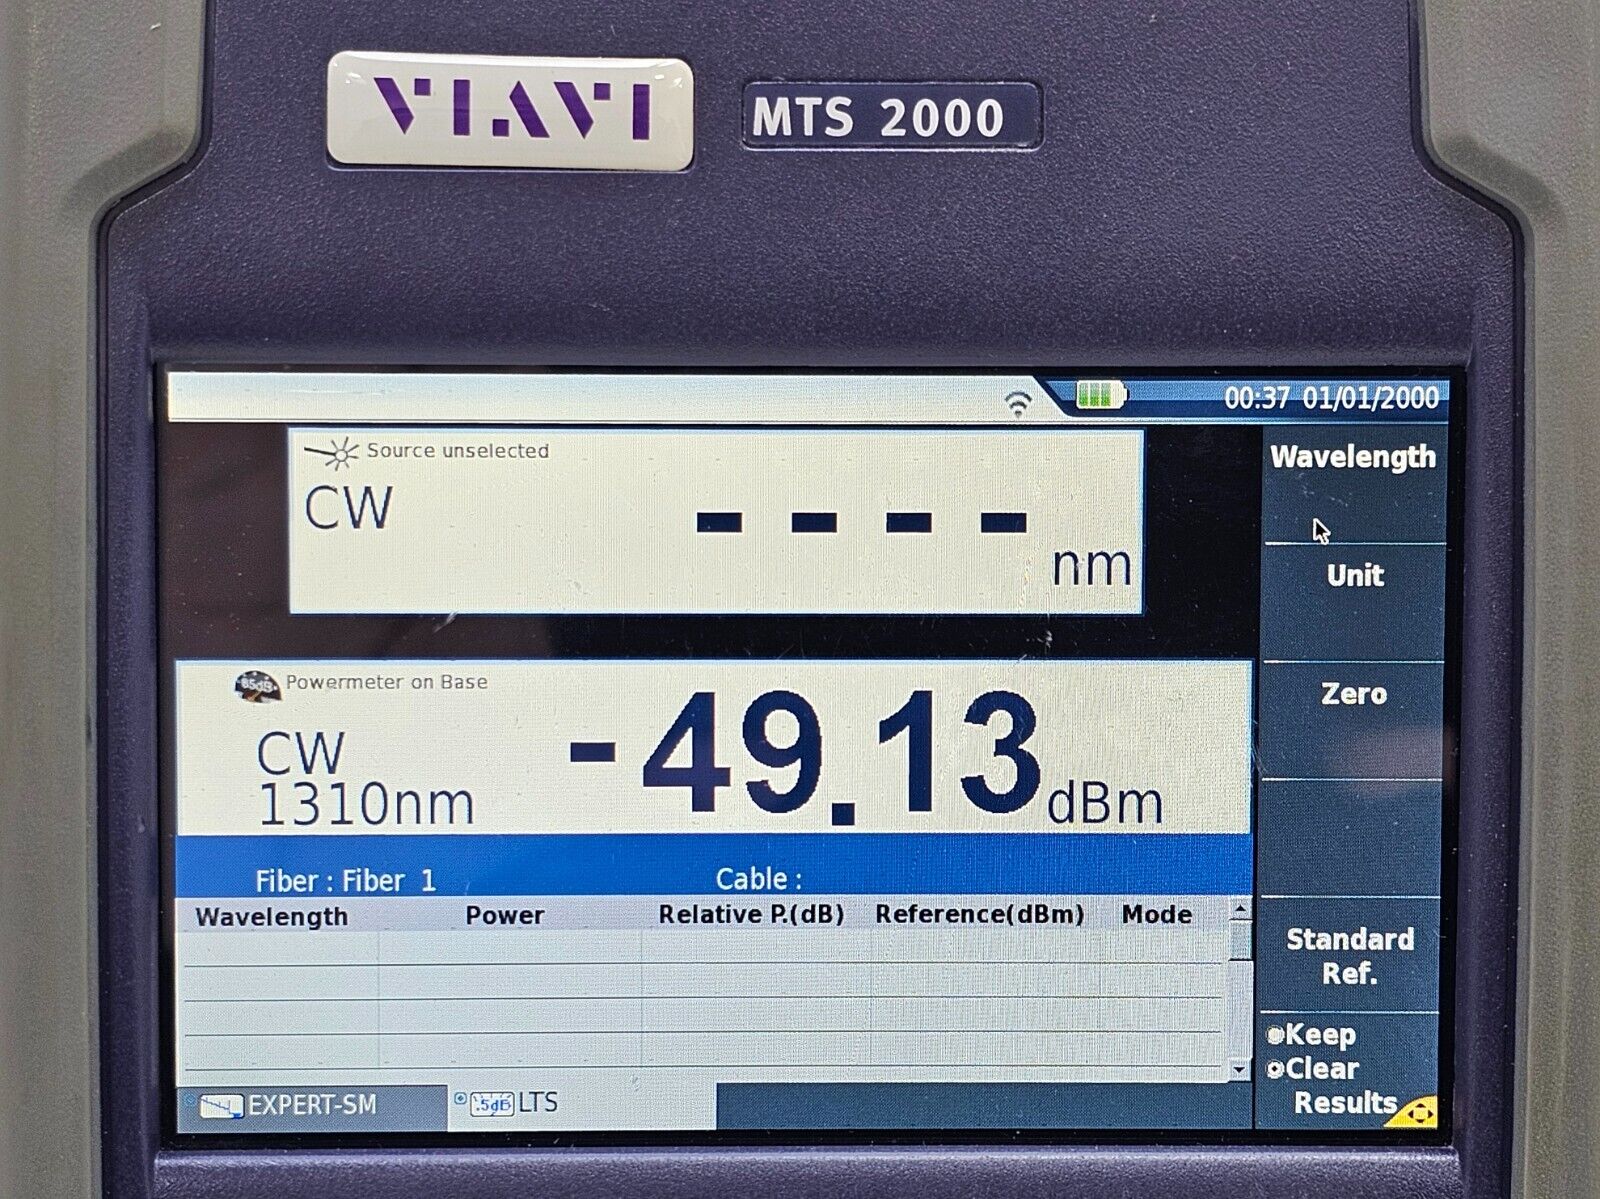 VIAVI
MTS 2000
00:37 01/01/2000
Source unselected
CW
---- nm
Powermeter on Base
CW
1310nm
-49.13 dBm
Fiber : Fiber 1 Cable :
Wavelength Power Relative P.(dB) Reference(dBm) Mode
EXPERT-SM
.5dB LTS
Wavelength
Unit
Zero
Standard
Ref.
Keep
Clear
Results